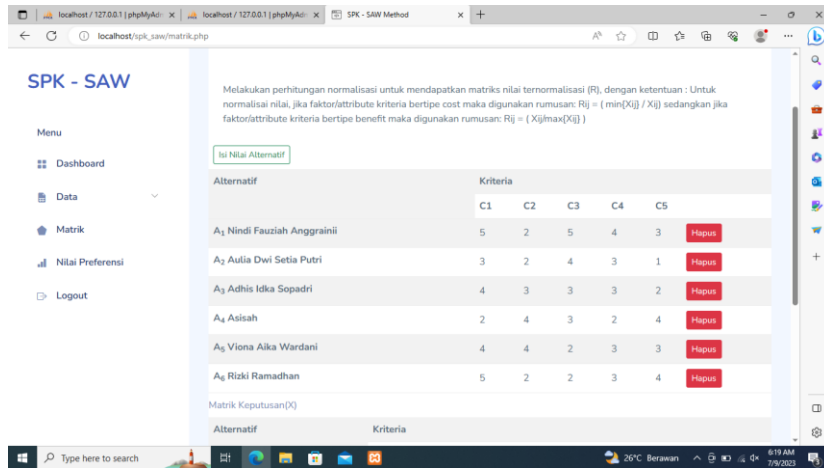 localhost / 127.0.0.1 | phpMyAdr
localhost / 127.0.0.1 | phpMyAdr
SPK - SAW Method
localhost/spk_saw/matrik.php
SPK - SAW
Menu
Dashboard
Data
Matrik
Nilai Preferensi
Logout
Melakukan perhitungan normalisasi untuk mendapatkan matriks nilai ternormalisasi (R), dengan ketentuan : Untuk
normalisai nilai, jika faktor/attribute kriteria bertipe cost maka digunakan rumusan: Rij = ( min{Xij} / Xij) sedangkan jika
faktor/attribute kriteria bertipe benefit maka digunakan rumusan: Rij = ( Xij/max{Xij} )
Isi Nilai Alternatif
Alternatif Kriteria
C1 C2 C3 C4 C5
A1 Nindi Fauziah Anggrainii 5 2 5 4 3 Hapus
A2 Aulia Dwi Setia Putri 3 2 4 3 1 Hapus
A3 Adhis Idka Sopadri 4 3 3 3 2 Hapus
A4 Asisah 2 4 3 2 4 Hapus
A5 Viona Aika Wardani 4 4 2 3 3 Hapus
A6 Rizki Ramadhan 5 2 2 3 4 Hapus
Matrik Keputusan(X)
Alternatif Kriteria
Type here to search
26°C Berawan
6:19 AM
7/9/2023